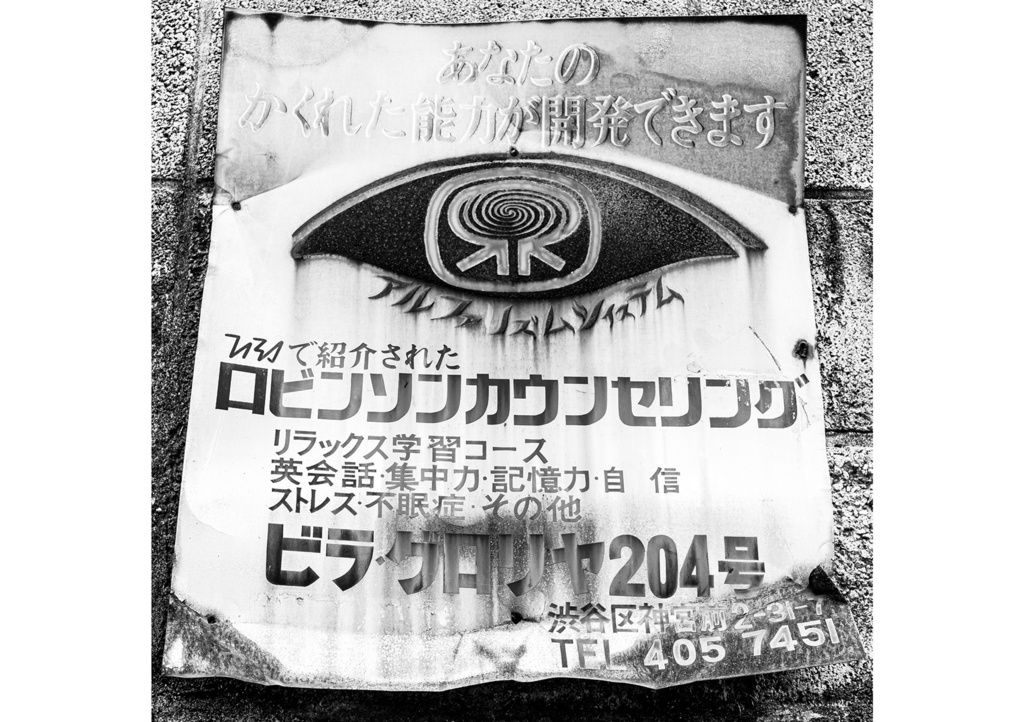 あなたの
かくれた能力が開発できます
アルファリズムシィステム
で紹介された
ロビンソンカウンセリング
リラックス学習コース
英会話・集中力・記憶力・自 信
ストレス・不眠症・その他
ビラ・グロリヤ204号
渋谷区神宮前2-31-7
TEL 405 7451